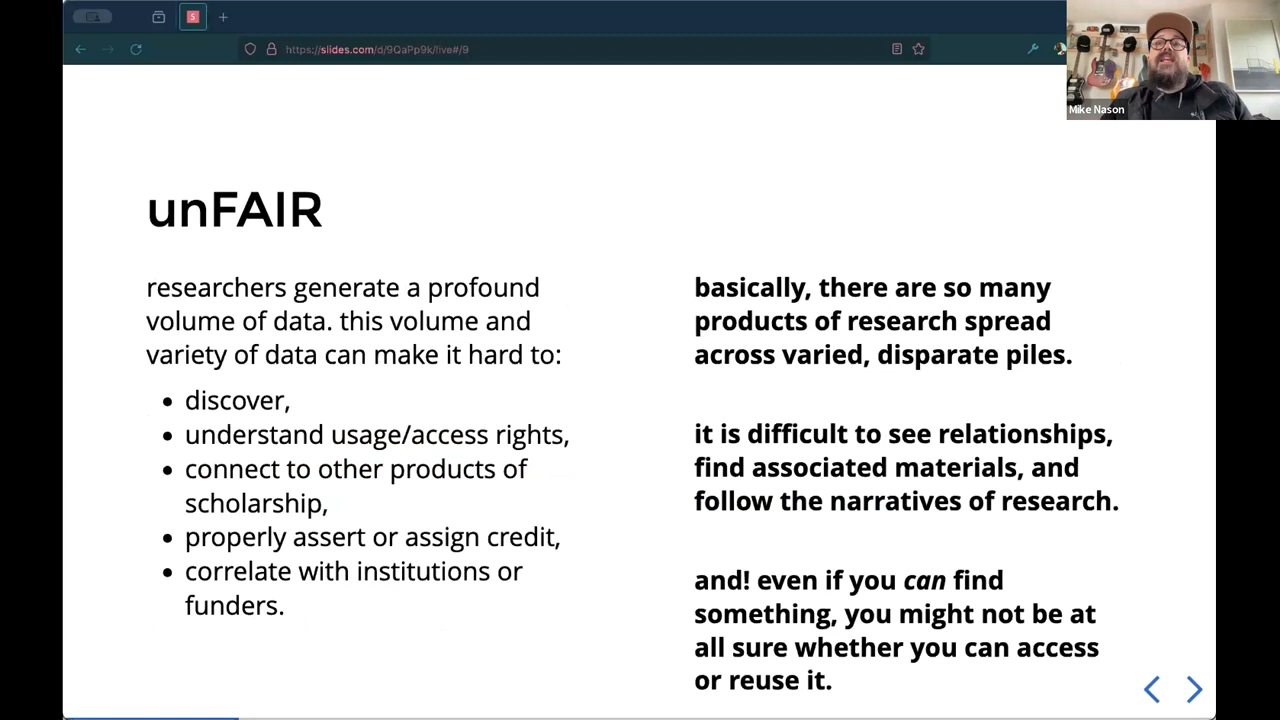 S
https://slides.com/d/9QaPp9k/live#/9
Mike Nason
unFAIR
researchers generate a profound
volume of data. this volume and
variety of data can make it hard to:
• discover,
• understand usage/access rights,
• connect to other products of
scholarship,
• properly assert or assign credit,
• correlate with institutions or
funders.
basically, there are so many
products of research spread
across varied, disparate piles.
it is difficult to see relationships,
find associated materials, and
follow the narratives of research.
and! even if you can find
something, you might not be at
all sure whether you can access
or reuse it.